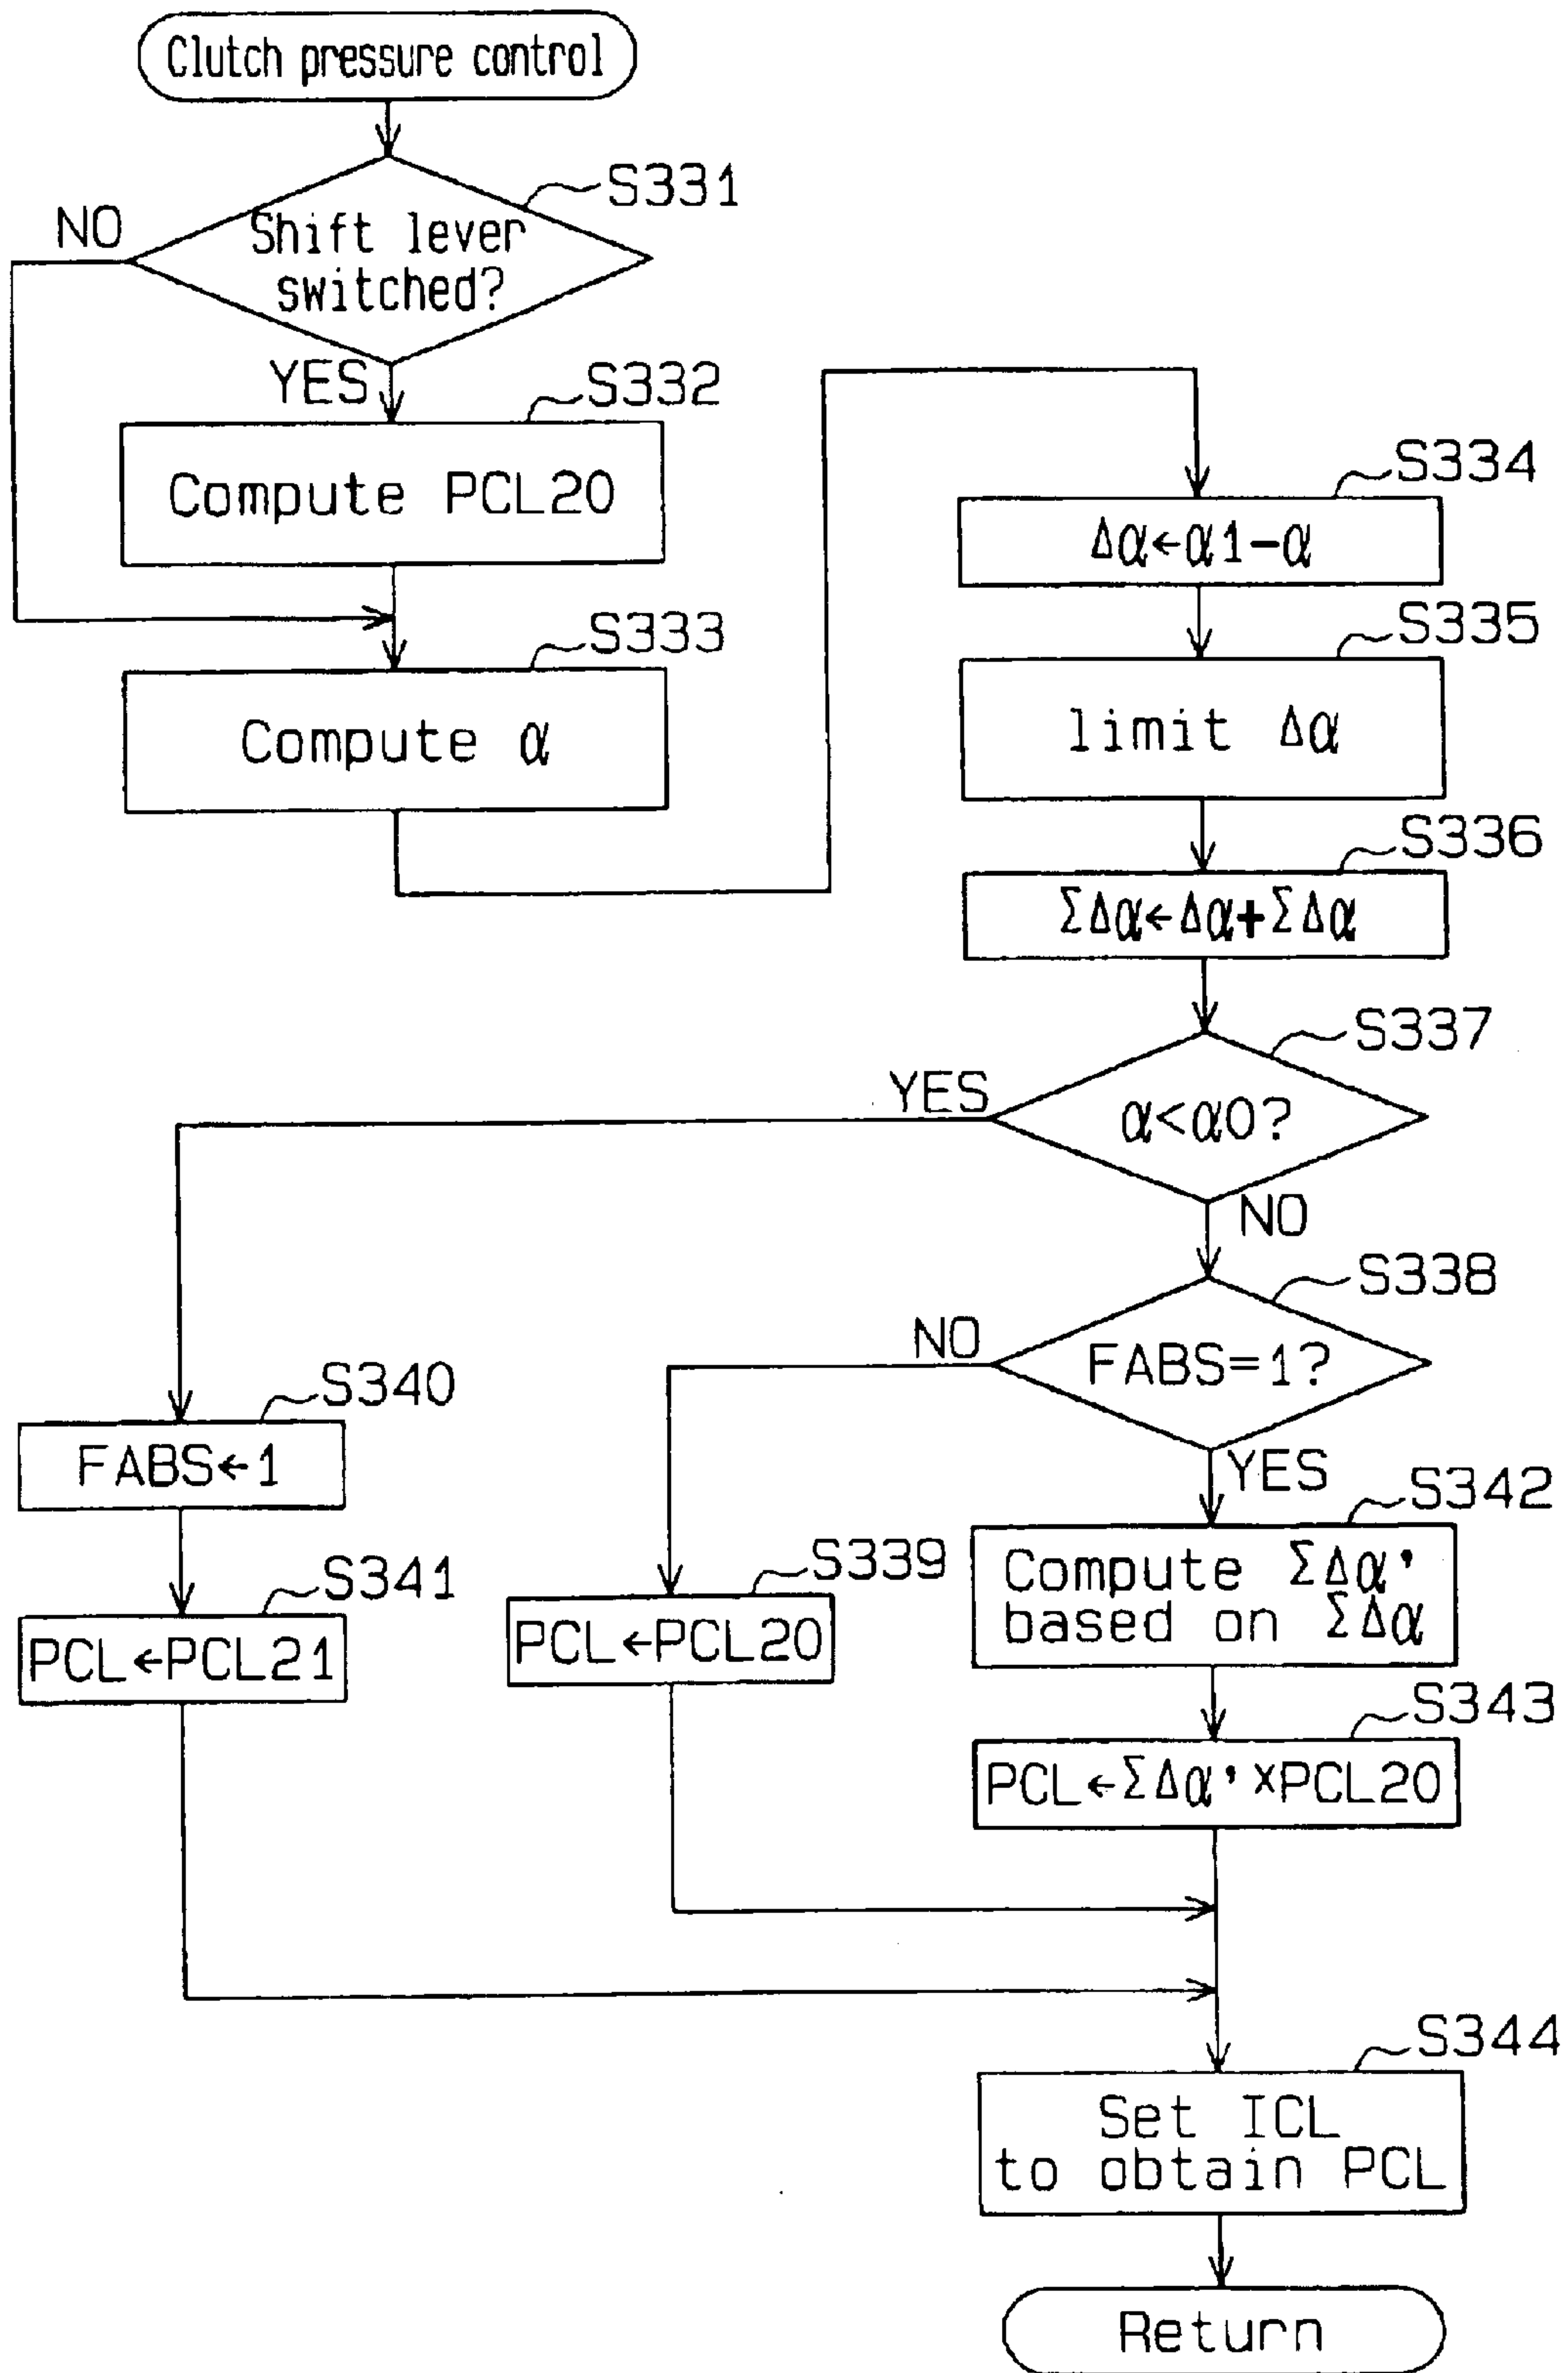 Clutch pressure control
S331
NO
Shift lever
switched?
YES
S332
Compute PCL20
S333
Compute α
S334
Δα←α1-α
S335
limit Δα
S336
ΣΔα←Δα+ΣΔα
S337
YES
α<α0?
NO
S338
NO
FABS=1?
YES
S340
FABS←1
S341
PCL←PCL21
S339
PCL←PCL20
S342
Compute ΣΔα'
based on ΣΔα
S343
PCL←ΣΔα'×PCL20
S344
Set ICL
to obtain PCL
Return